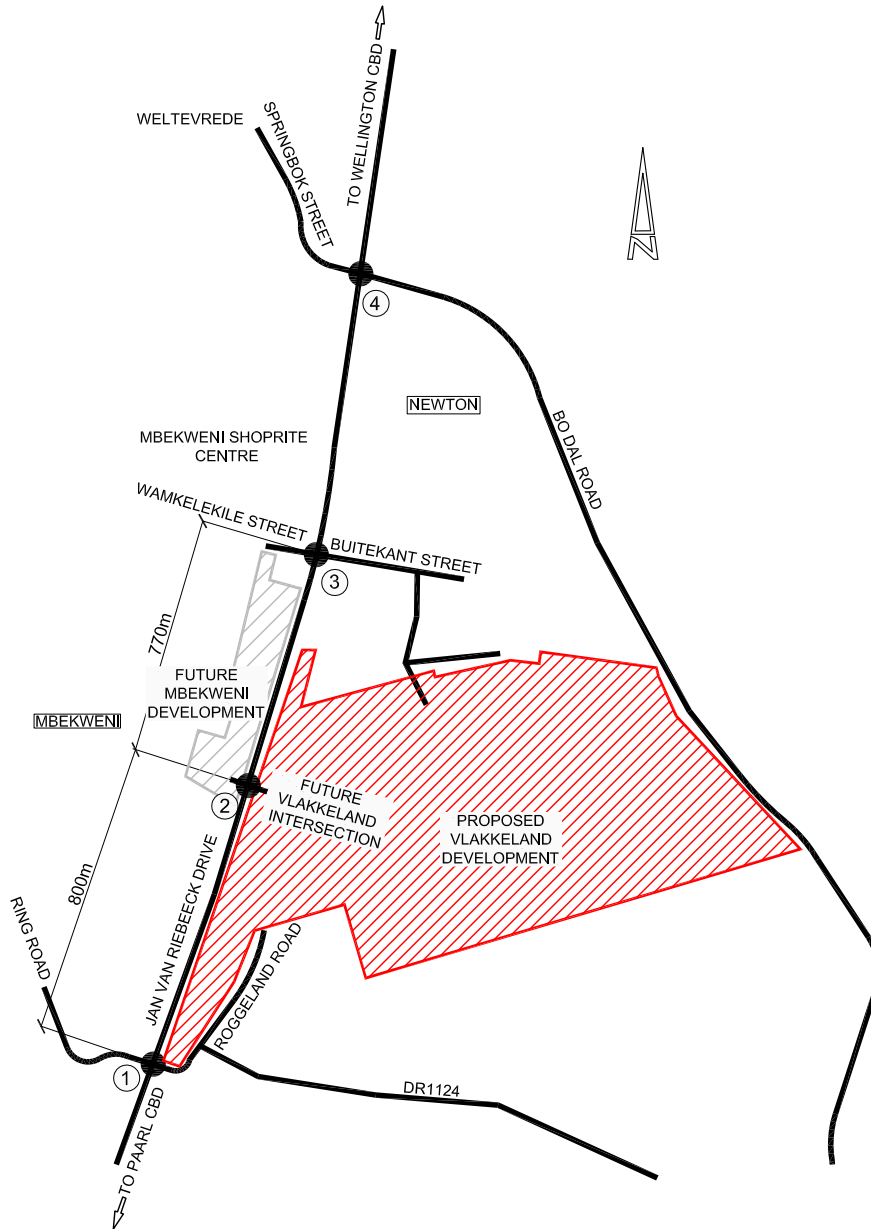 TO WELLINGTON CBD
WELTEVREDE
SPRINGBOK STREET
N
4
NEWTON
BO DAL ROAD
MBEKWENI SHOPRITE
CENTRE
WAMKELEKILE STREET
BUITEKANT STREET
3
770m
FUTURE
MBEKWENI
DEVELOPMENT
MBEKWENI
2
FUTURE
VLAKKELAND
INTERSECTION
PROPOSED
VLAKKELAND
DEVELOPMENT
800m
JAN VAN RIEBEECK DRIVE
RING ROAD
ROGGELAND ROAD
1
DR1124
TO PAARL CBD